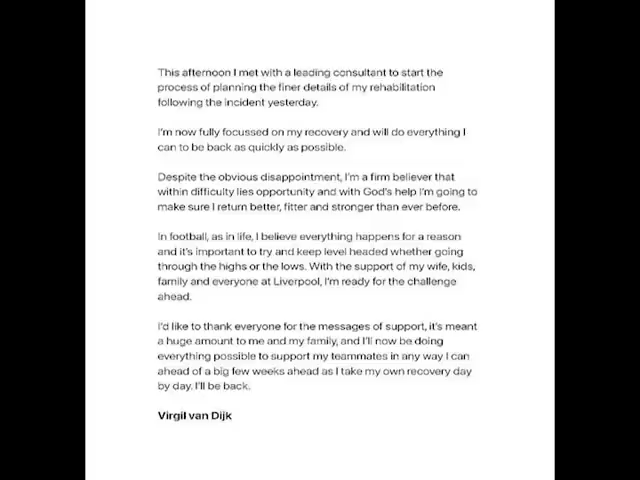 This afternoon I met with a leading consultant to start the
process of planning the finer details of my rehabilitation
following the incident yesterday.
I'm now fully focussed on my recovery and will do everything I
can to be back as quickly as possible.
Despite the obvious disappointment, I'm a firm believer that
within difficulty lies opportunity and with God's help I'm going to
make sure I return better, fitter and stronger than ever before.
In football, as in life, I believe everything happens for a reason
and it's important to try and keep level headed whether going
through the highs or the lows. With the support of my wife, kids,
family and everyone at Liverpool, I'm ready for the challenge
ahead.
I'd like to thank everyone for the messages of support, it's meant
a huge amount to me and my family, and I'll now be doing
everything possible to support my teammates in any way I can
ahead of a big few weeks ahead as I take my own recovery day
by day. I'll be back.
Virgil van Dijk